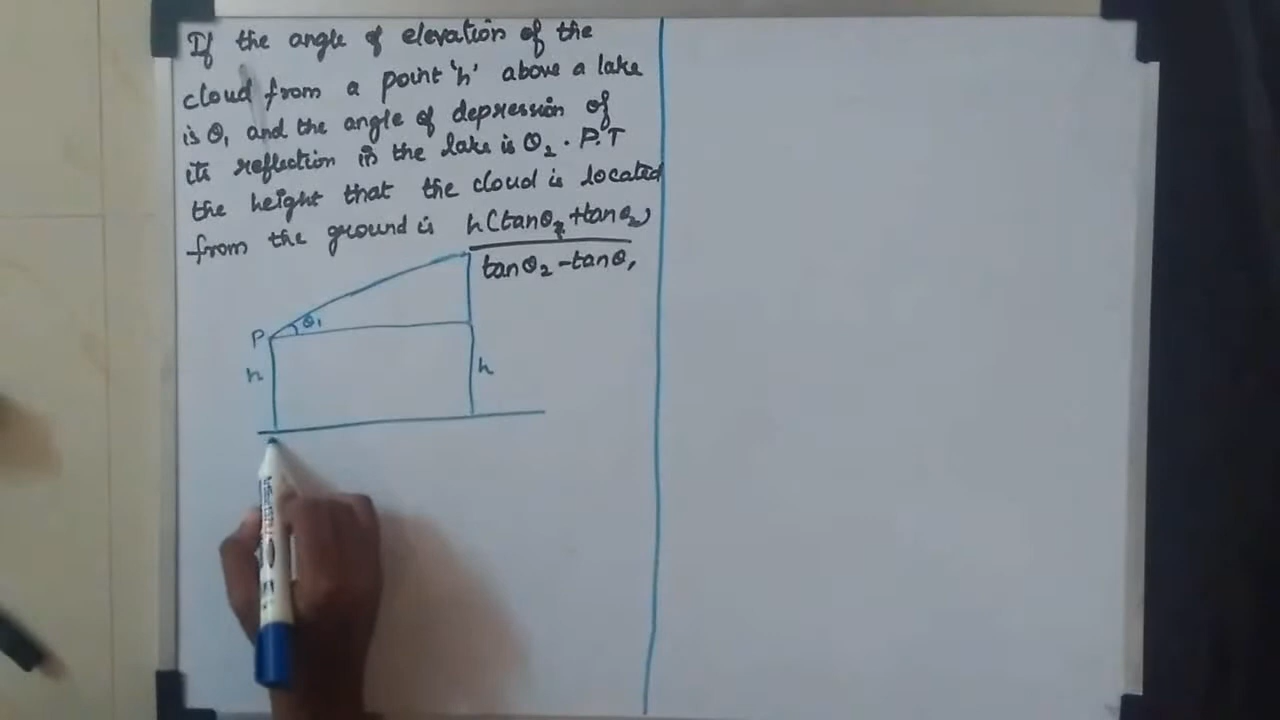 If the angle of elevation of the
cloud from a point 'h' above a lake
is θ₁ and the angle of depression of
its reflection in the lake is θ₂. P.T
the height that the cloud is located
from the ground is h(tanθ₁+tanθ₂)
tanθ₂-tanθ₁
θ₁
P
h
h